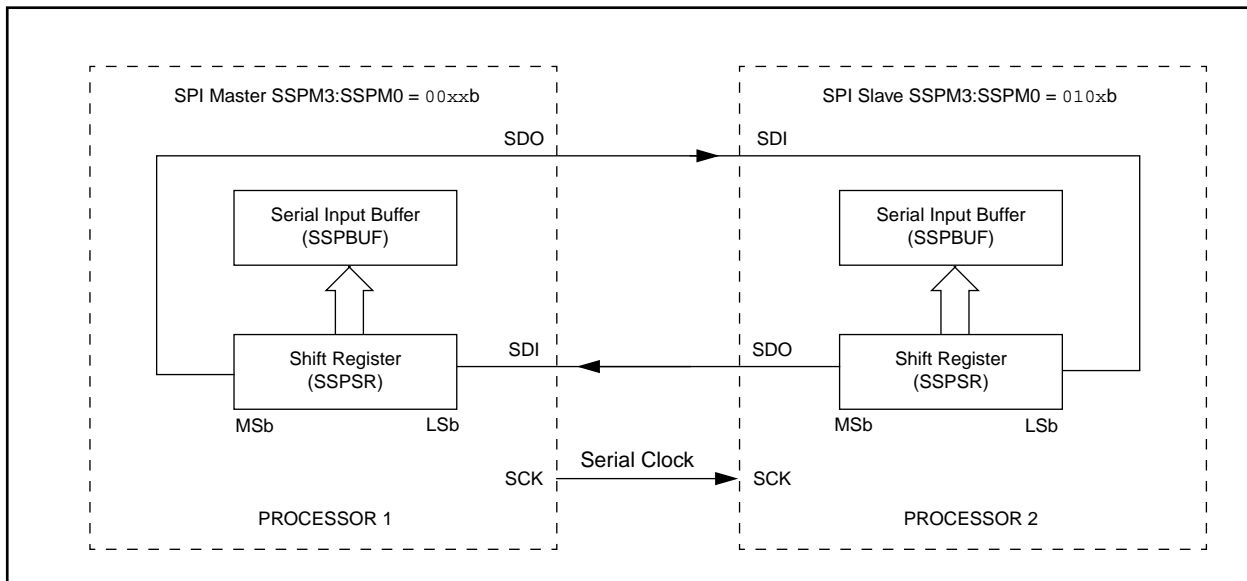 SPI Master SSPM3:SSPM0 = 00xxb
SPI Slave SSPM3:SSPM0 = 010xb
SDO
SDI
Serial Input Buffer
(SSPBUF)
Serial Input Buffer
(SSPBUF)
Shift Register
(SSPSR)
MSb
LSb
SDI
SDO
Shift Register
(SSPSR)
MSb
LSb
SCK
Serial Clock
SCK
PROCESSOR 1
PROCESSOR 2